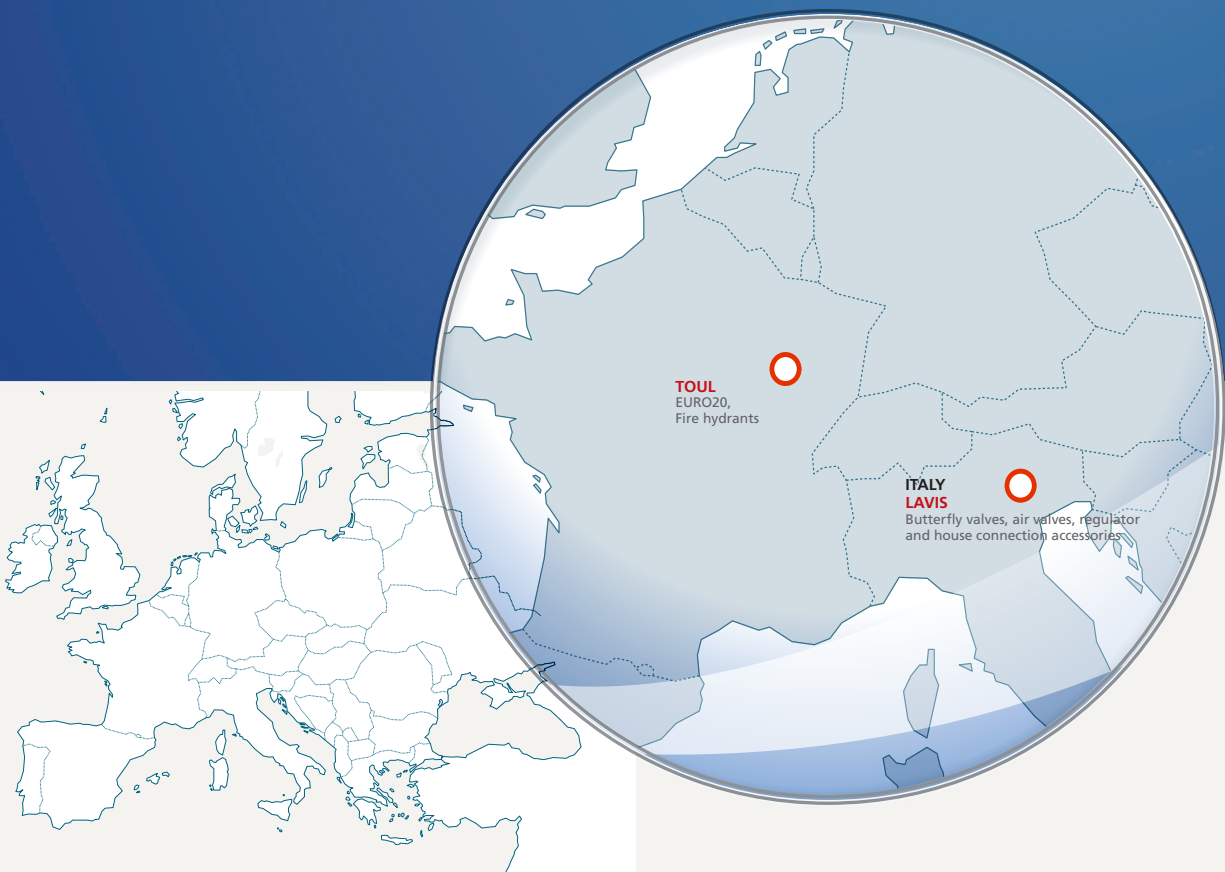 TOUL
EURO20,
Fire hydrants
ITALY
LAVIS
Butterfly valves, air valves, regulator
and house connection accessories